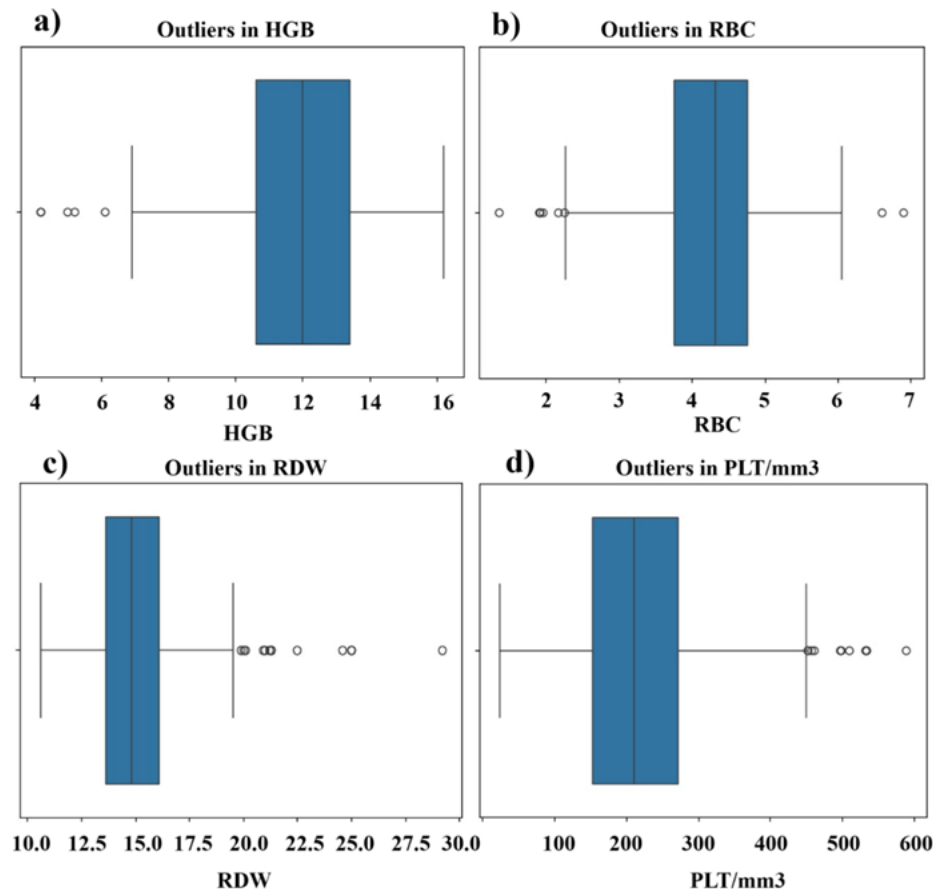 a)
Outliers in HGB
4 6 8 10 12 14 16
HGB
b)
Outliers in RBC
2 3 4 5 6 7
RBC
c)
Outliers in RDW
10.0 12.5 15.0 17.5 20.0 22.5 25.0 27.5 30.0
RDW
d)
Outliers in PLT/mm3
100 200 300 400 500 600
PLT/mm3